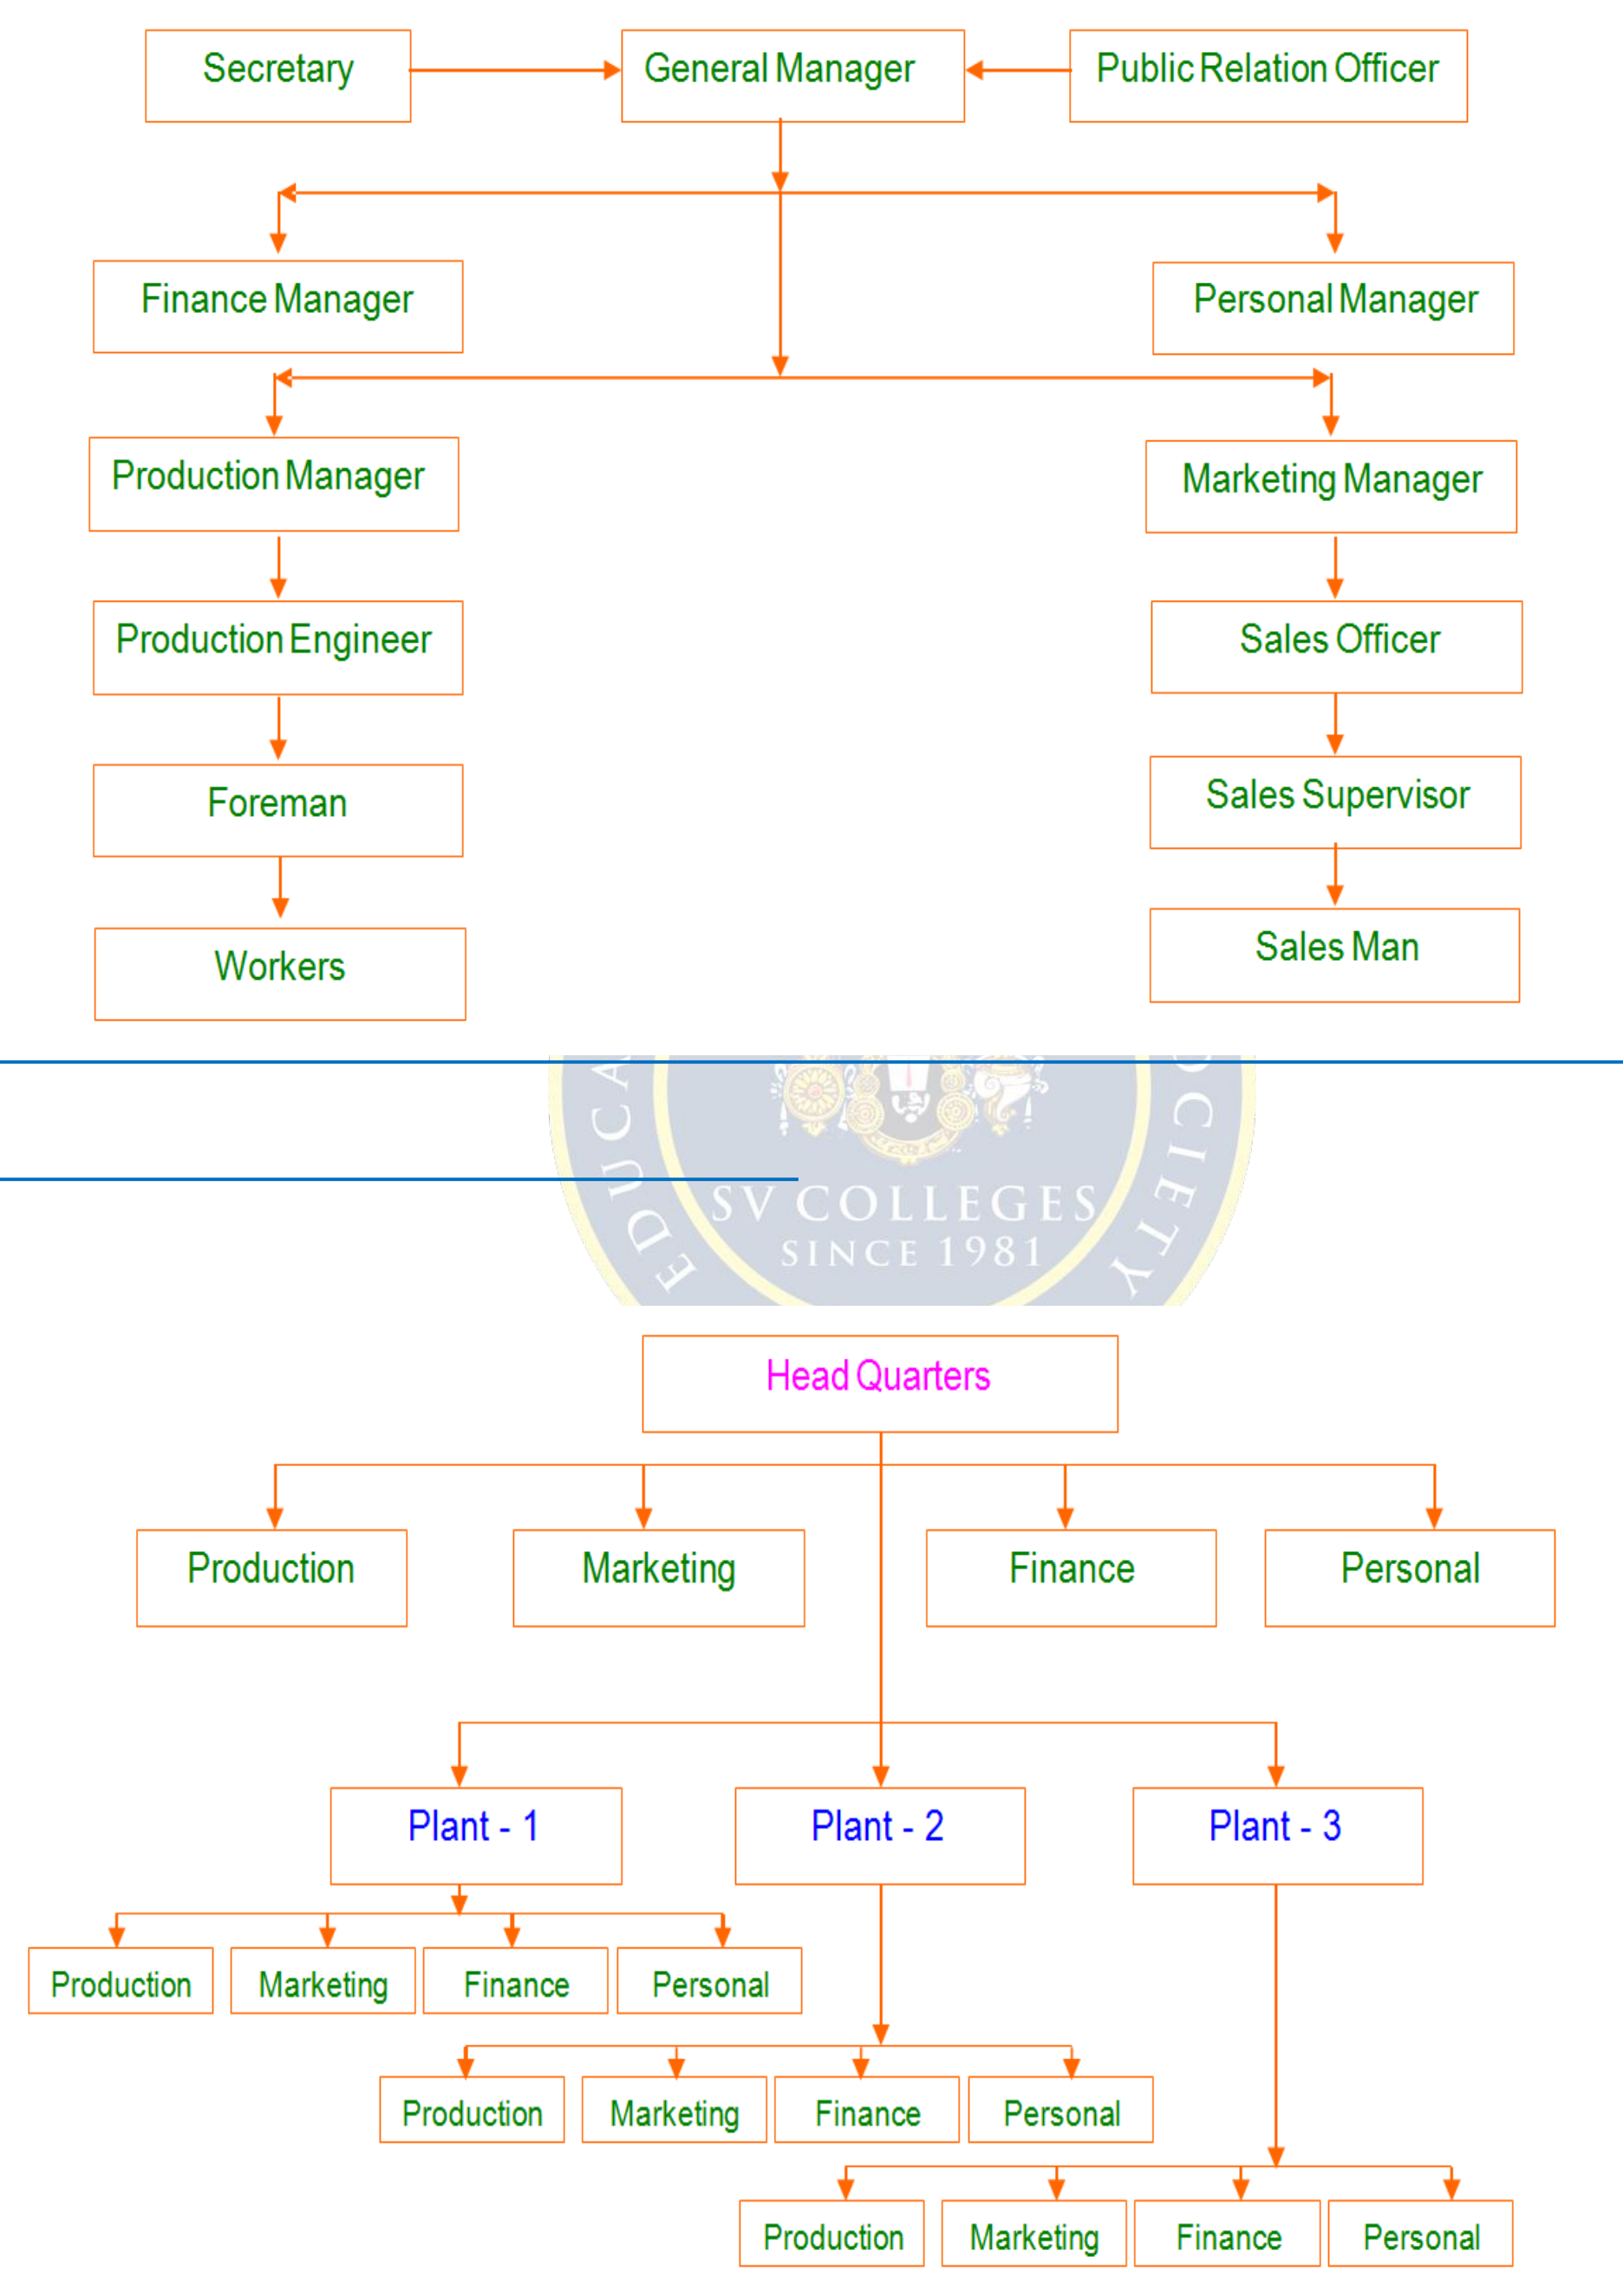 Secretary
General Manager
Public Relation Officer
Finance Manager
Personal Manager
Production Manager
Marketing Manager
Production Engineer
Sales Officer
Foreman
Sales Supervisor
Workers
Sales Man
SV COLLEGES
SINCE 1981
Head Quarters
Production
Marketing
Finance
Personal
Plant - 1
Plant - 2
Plant - 3
Production
Marketing
Finance
Personal
Production
Marketing
Finance
Personal
Production
Marketing
Finance
Personal